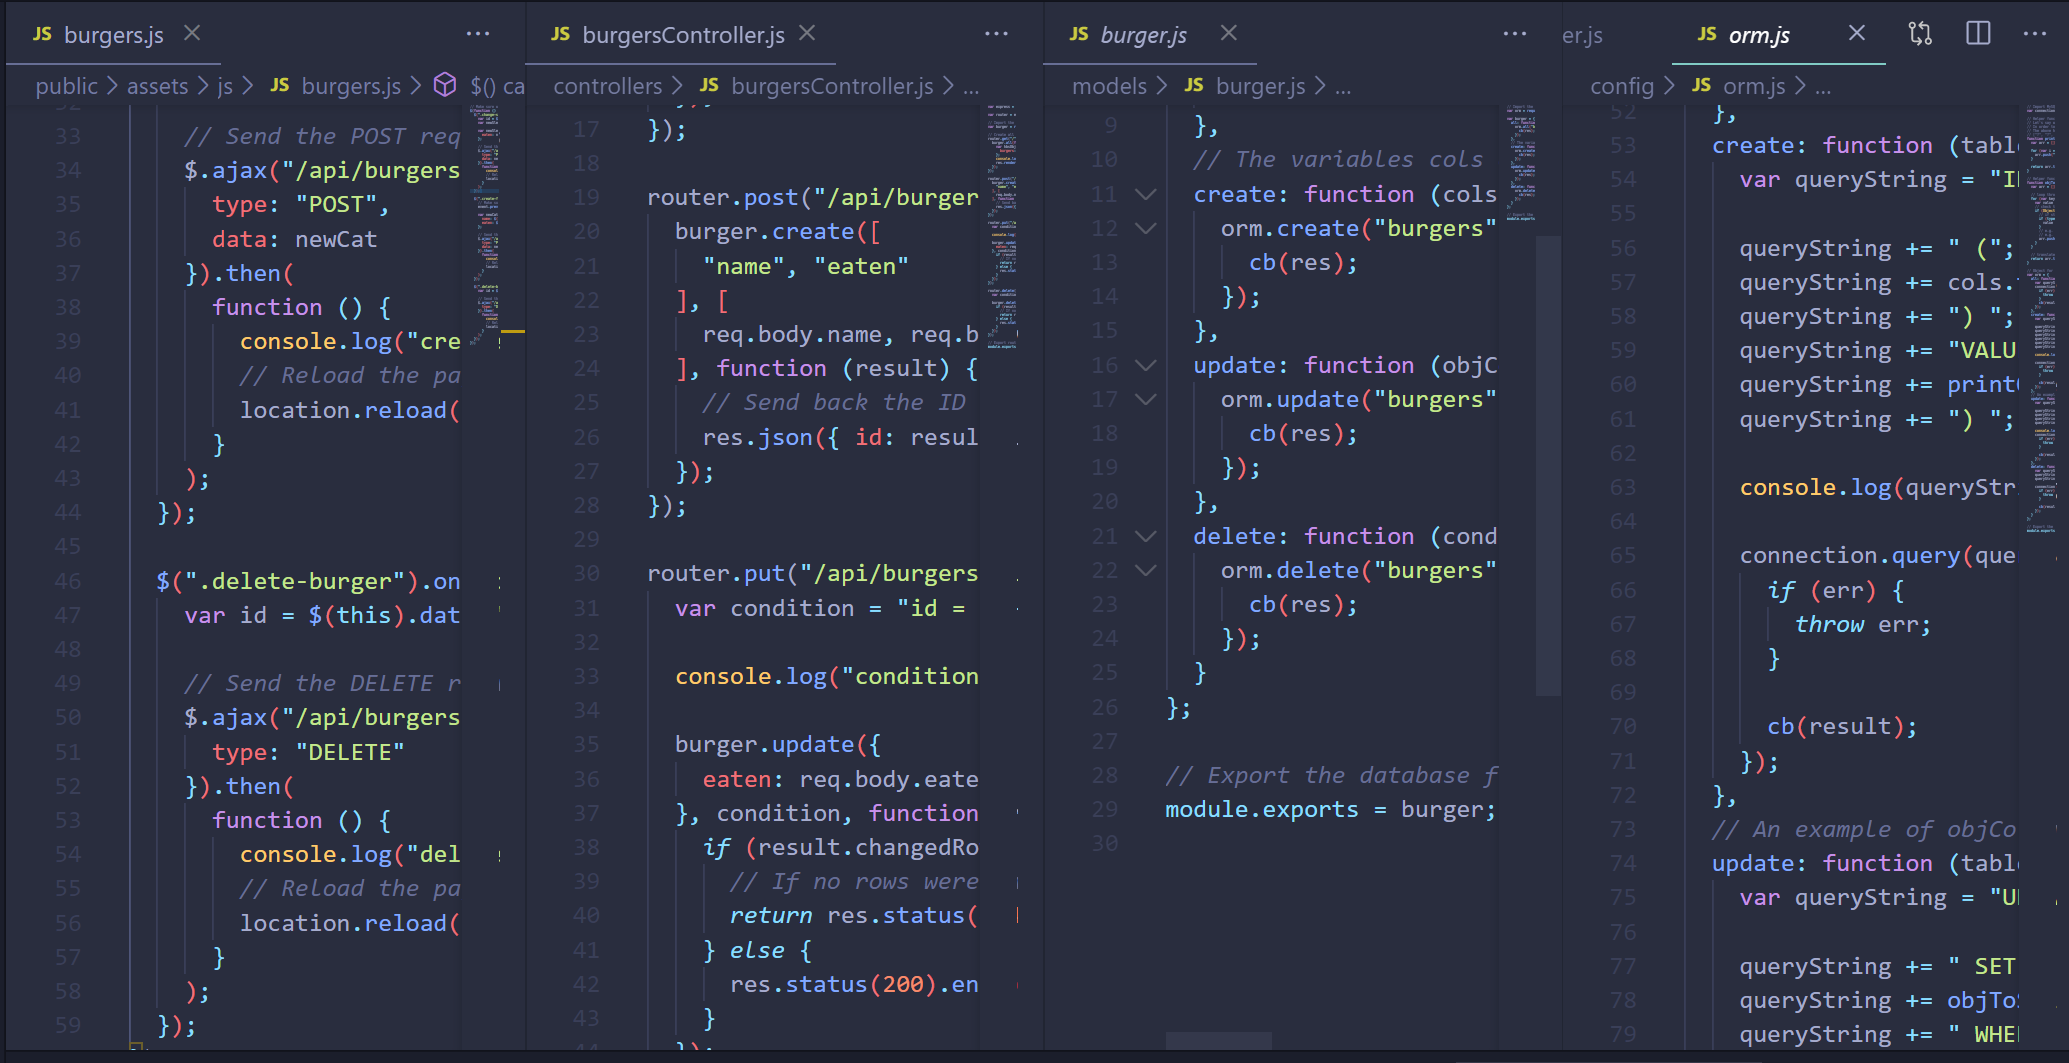 JS burgers.js
public > assets > js > JS burgers.js > $() ca
32
33 // Send the POST req
34 $.ajax("/api/burgers
35 type: "POST",
36 data: newCat
37 }).then(
38 function () {
39 console.log("cre
40 // Reload the pa
41 location.reload(
42 }
43 );
44 });
45
46 $(".delete-burger").on
47 var id = $(this).dat
48
49 // Send the DELETE r
50 $.ajax("/api/burgers
51 type: "DELETE"
52 }).then(
53 function () {
54 console.log("del
55 // Reload the pa
56 location.reload(
57 }
58 );
59 });
JS burgersController.js
controllers > JS burgersController.js > ...
17 });
18
19 router.post("/api/burger
20 burger.create([
21 "name", "eaten"
22 ], [
23 req.body.name, req.b
24 ], function (result) {
25 // Send back the ID
26 res.json({ id: resul
27 });
28 });
29
30 router.put("/api/burgers
31 var condition = "id =
32
33 console.log("condition
34
35 burger.update({
36 eaten: req.body.eate
37 }, condition, function
38 if (result.changedRo
39 // If no rows were
40 return res.status(
41 } else {
42 res.status(200).en
43 }
44 });
JS burger.js
models > JS burger.js > ...
9 },
10 // The variables cols
11 create: function (cols
12 orm.create("burgers"
13 cb(res);
14 });
15 },
16 update: function (objC
17 orm.update("burgers"
18 cb(res);
19 });
20 },
21 delete: function (cond
22 orm.delete("burgers"
23 cb(res);
24 });
25 }
26 };
27
28 // Export the database f
29 module.exports = burger;
30
er.js JS orm.js
config > JS orm.js > ...
52 },
53 create: function (tabl
54 var queryString = "I
55
56 queryString += " (";
57 queryString += cols.
58 queryString += ") ";
59 queryString += "VALU
60 queryString += print
61 queryString += ") ";
62
63 console.log(queryStr
64
65 connection.query(que
66 if (err) {
67 throw err;
68 }
69
70 cb(result);
71 });
72 },
73 // An example of objCo
74 update: function (tabl
75 var queryString = "U
76
77 queryString += " SET
78 queryString += objTo
79 queryString += " WHE